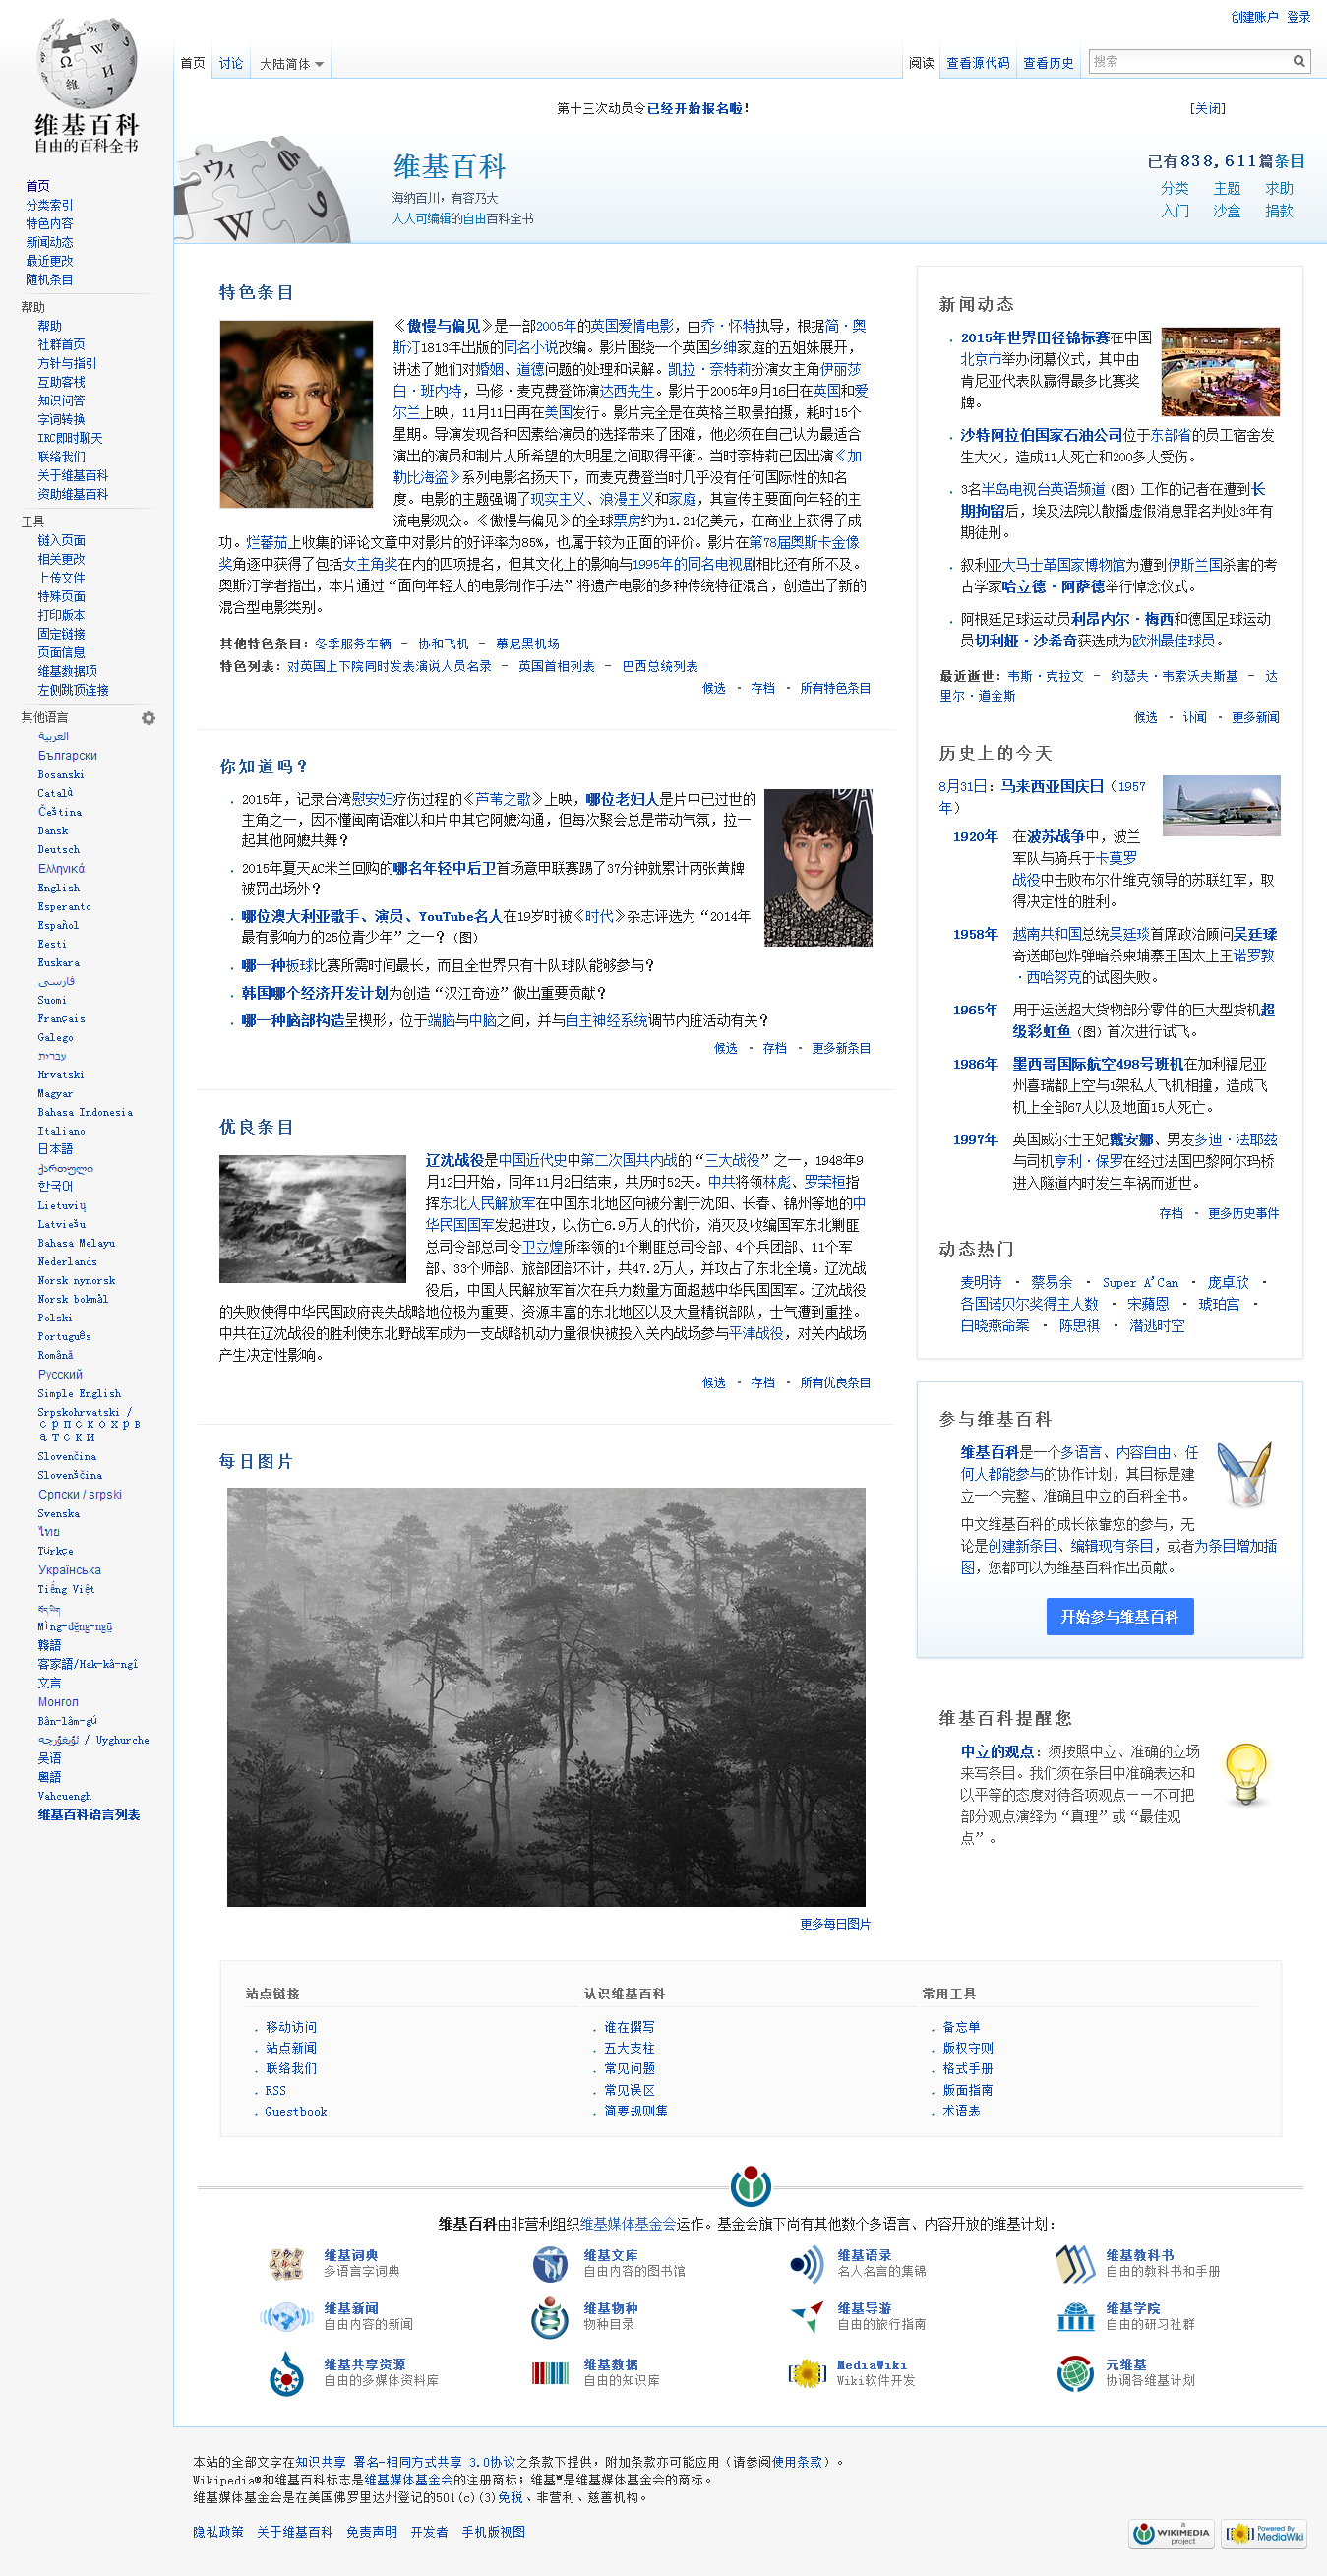 创建账户 登录
首页 讨论 大陆简体 阅读 查看源代码 查看历史 搜索
维基百科
自由的百科全书
第十三次动员令已经开始报名啦! [关闭]
维基百科
海纳百川,有容乃大
人人可编辑的自由百科全书
已有838,611篇条目
分类 主题 求助
入门 沙盒 捐款
首页
分类索引
特色内容
新闻动态
最近更改
随机条目
帮助
帮助
社群首页
方针与指引
互助客栈
知识问答
字词转换
IRC即时聊天
联络我们
关于维基百科
资助维基百科
工具
链入页面
相关更改
上传文件
特殊页面
打印版本
固定链接
页面信息
维基数据项
左侧跳顶连接
其他语言
العربية
Български
Bosanski
Català
Čeština
Dansk
Deutsch
Ελληνικά
English
Esperanto
Español
Eesti
Euskara
فارسی
Suomi
Français
Galego
עברית
Hrvatski
Magyar
Bahasa Indonesia
Italiano
日本語
ქართული
한국어
Lietuvių
Latviešu
Bahasa Melayu
Nederlands
Norsk nynorsk
Norsk bokmål
Polski
Português
Română
Русский
Simple English
Srpskohrvatski /
српскохрв
атски
Slovenčina
Slovenščina
Српски / srpski
Svenska
ไทย
Türkçe
Українська
Tiếng Việt
བོད་ཡིག
Mìng-dĕ̤ng-ngṳ̄
贛語
客家語/Hak-kâ-ngî
文言
Монгол
Bân-lâm-gú
ئۇيغۇرچە / Uyghurche
吴语
粵語
Vahcuengh
维基百科语言列表
特色条目
《傲慢与偏见》是一部2005年的英国爱情电影,由乔·怀特执导,根据简·奥
斯汀1813年出版的同名小说改编。影片围绕一个英国乡绅家庭的五姐妹展开,
讲述了她们对婚姻、道德问题的处理和误解。凯拉·奈特莉扮演女主角伊丽莎
白·班内特,马修·麦克费登饰演达西先生。影片于2005年9月16日在英国和爱
尔兰上映,11月11日再在美国发行。影片完全是在英格兰取景拍摄,耗时15个
星期。导演发现各种因素给演员的选择带来了困难,他必须在自己认为最适合
演出的演员和制片人所希望的大明星之间取得平衡。当时奈特莉已因出演《加
勒比海盗》系列电影名扬天下,而麦克费登当时几乎没有任何国际性的知名
度。电影的主题强调了现实主义、浪漫主义和家庭,其宣传主要面向年轻的主
流电影观众。《傲慢与偏见》的全球票房约为1.21亿美元,在商业上获得了成
功。烂蕃茄上收集的评论文章中对影片的好评率为85%,也属于较为正面的评价。影片在第78届奥斯卡金像
奖角逐中获得了包括女主角奖在内的四项提名,但其文化上的影响与1995年的同名电视剧相比还有所不及。
奥斯汀学者指出,本片通过“面向年轻人的电影制作手法”将遗产电影的多种传统特征混合,创造出了新的
混合型电影类别。
其他特色条目:冬季服务车辆 - 协和飞机 - 慕尼黑机场
特色列表:对英国上下院同时发表演说人员名录 - 英国首相列表 - 巴西总统列表
候选 · 存档 · 所有特色条目
你知道吗?
2015年,记录台湾慰安妇疗伤过程的《芦苇之歌》上映,哪位老妇人是片中已过世的
主角之一,因不懂闽南语难以和片中其它阿嬷沟通,但每次聚会总是带动气氛,拉一
起其他阿嬷共舞?
2015年夏天AC米兰回购的哪名年轻中后卫首场意甲联赛踢了37分钟就累计两张黄牌
被罚出场外?
哪位澳大利亚歌手、演员、YouTube名人在19岁时被《时代》杂志评选为“2014年
最有影响力的25位青少年”之一?(图)
哪一种板球比赛所需时间最长,而且全世界只有十队球队能够参与?
韩国哪个经济开发计划为创造“汉江奇迹”做出重要贡献?
哪一种脑部构造呈楔形,位于端脑与中脑之间,并与自主神经系统调节内脏活动有关?
候选 · 存档 · 更多新条目
优良条目
辽沈战役是中国近代史中第二次国共内战的“三大战役”之一,1948年9
月12日开始,同年11月2日结束,共历时52天。中共将领林彪、罗荣桓指
挥东北人民解放军在中国东北地区向被分割于沈阳、长春、锦州等地的中
华民国国军发起进攻,以伤亡6.9万人的代价,消灭及收编国军东北剿匪
总司令部总司令卫立煌所率领的1个剿匪总司令部、4个兵团部、11个军
部、33个师部、旅部团部不计,共47.2万人,并攻占了东北全境。辽沈战
役后,中国人民解放军首次在兵力数量方面超越中华民国国军。辽沈战役
的失败使得中华民国政府丧失战略地位极为重要、资源丰富的东北地区以及大量精锐部队,士气遭到重挫。
中共在辽沈战役的胜利使东北野战军成为一支战略机动力量很快被投入关内战场参与平津战役,对关内战场
产生决定性影响。
候选 · 存档 · 所有优良条目
每日图片
更多每日图片
新闻动态
2015年世界田径锦标赛在中国
北京市举办闭幕仪式,其中由
肯尼亚代表队赢得最多比赛奖
牌。
沙特阿拉伯国家石油公司位于东部省的员工宿舍发
生大火,造成11人死亡和200多人受伤。
3名半岛电视台英语频道(图)工作的记者在遭到长
期拘留后,埃及法院以散播虚假消息罪名判处3年有
期徒刑。
叙利亚大马士革国家博物馆为遭到伊斯兰国杀害的考
古学家哈立德·阿萨德举行悼念仪式。
阿根廷足球运动员利昂内尔·梅西和德国足球运动
员切利娅·沙希奇获选成为欧洲最佳球员。
最近逝世:韦斯·克拉文 - 约瑟夫·韦索沃夫斯基 - 达
里尔·道金斯
候选 · 讣闻 · 更多新闻
历史上的今天
8月31日:马来西亚国庆日(1957
年)
1920年 在波苏战争中,波兰
军队与骑兵于卡莫罗
战役中击败布尔什维克领导的苏联红军,取
得决定性的胜利。
1958年 越南共和国总统吴廷琰首席政治顾问吴廷瑈
寄送邮包炸弹暗杀柬埔寨王国太上王诺罗敦
·西哈努克的试图失败。
1965年 用于运送超大货物部分零件的巨大型货机超
级彩虹鱼(图)首次进行试飞。
1986年 墨西哥国际航空498号班机在加利福尼亚
州喜瑞都上空与1架私人飞机相撞,造成飞
机上全部67人以及地面15人死亡。
1997年 英国威尔士王妃戴安娜、男友多迪·法耶兹
与司机亨利·保罗在经过法国巴黎阿尔玛桥
进入隧道内时发生车祸而逝世。
存档 · 更多历史事件
动态热门
麦明诗 · 蔡易余 · Super A'Can · 庞卓欣 ·
各国诺贝尔奖得主人数 · 宋蘋恩 · 琥珀宫 ·
白晓燕命案 · 陈思祺 · 潜逃时空
参与维基百科
维基百科是一个多语言、内容自由、任
何人都能参与的协作计划,其目标是建
立一个完整、准确且中立的百科全书。
中文维基百科的成长依靠您的参与,无
论是创建新条目、编辑现有条目,或者为条目增加插
图,您都可以为维基百科作出贡献。
开始参与维基百科
维基百科提醒您
中立的观点:须按照中立、准确的立场
来写条目。我们须在条目中准确表达和
以平等的态度对待各项观点——不可把
部分观点演绎为“真理”或“最佳观
点”。
站点链接 认识维基百科 常用工具
移动访问 谁在撰写 备忘单
站点新闻 五大支柱 版权守则
联络我们 常见问题 格式手册
RSS 常见误区 版面指南
Guestbook 简要规则集 术语表
维基百科由非营利组织维基媒体基金会运作。基金会旗下尚有其他数个多语言、内容开放的维基计划:
维基词典 维基文库 维基语录 维基教科书
多语言字词典 自由内容的图书馆 名人名言的集锦 自由的教科书和手册
维基新闻 维基物种 维基导游 维基学院
自由内容的新闻 物种目录 自由的旅行指南 自由的研习社群
维基共享资源 维基数据 MediaWiki 元维基
自由的多媒体资料库 自由的知识库 Wiki软件开发 协调各维基计划
本站的全部文字在知识共享 署名-相同方式共享 3.0协议之条款下提供,附加条款亦可能应用(请参阅使用条款)。
Wikipedia®和维基百科标志是维基媒体基金会的注册商标;维基™是维基媒体基金会的商标。
维基媒体基金会是在美国佛罗里达州登记的501(c)(3)免税、非营利、慈善机构。
隐私政策 关于维基百科 免责声明 开发者 手机版视图
A WIKIMEDIA project Powered By MediaWiki